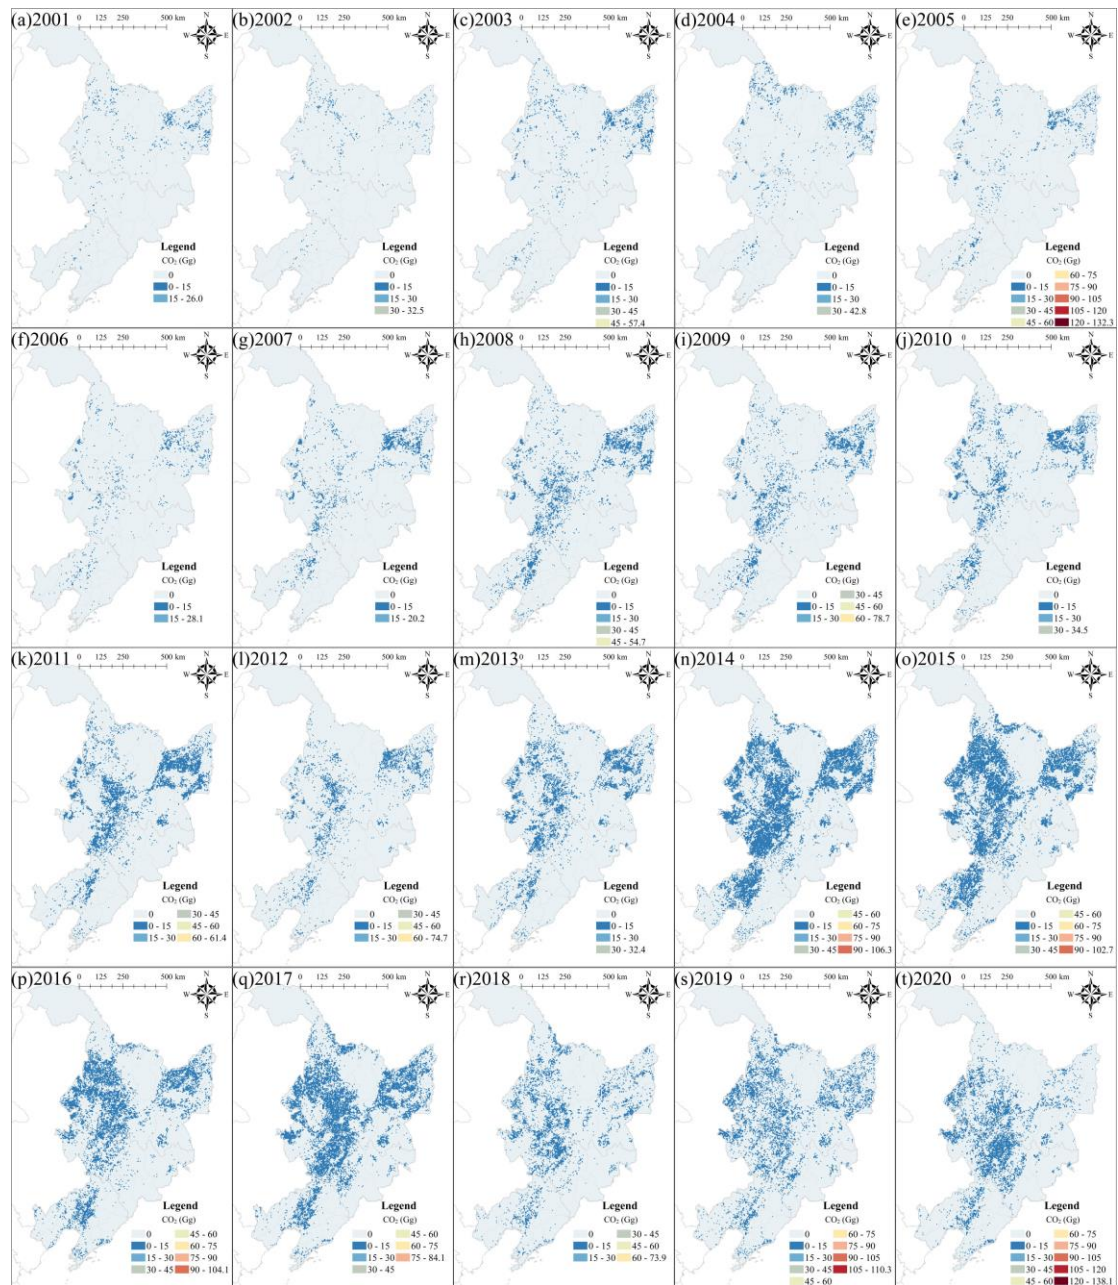 (a)2001
0 125 250 500 km
N
W E
S
Legend
CO₂ (Gg)
0
0 - 15
15 - 26.0
(b)2002
0 125 250 500 km
N
W E
S
Legend
CO₂ (Gg)
0
0 - 15
15 - 30
30 - 32.5
(c)2003
0 125 250 500 km
N
W E
S
Legend
CO₂ (Gg)
0
0 - 15
15 - 30
30 - 45
45 - 57.4
(d)2004
0 125 250 500 km
N
W E
S
Legend
CO₂ (Gg)
0
0 - 15
15 - 30
30 - 42.8
(e)2005
0 125 250 500 km
N
W E
S
Legend
CO₂ (Gg)
0 60 - 75
0 - 15 75 - 90
15 - 30 90 - 105
30 - 45 105 - 120
45 - 60 120 - 132.3
(f)2006
0 125 250 500 km
N
W E
S
Legend
CO₂ (Gg)
0
0 - 15
15 - 28.1
(g)2007
0 125 250 500 km
N
W E
S
Legend
CO₂ (Gg)
0
0 - 15
15 - 20.2
(h)2008
0 125 250 500 km
N
W E
S
Legend
CO₂ (Gg)
0
0 - 15
15 - 30
30 - 45
45 - 54.7
(i)2009
0 125 250 500 km
N
W E
S
Legend
CO₂ (Gg)
0 30 - 45
0 - 15 45 - 60
15 - 30 60 - 78.7
(j)2010
0 125 250 500 km
N
W E
S
Legend
CO₂ (Gg)
0
0 - 15
15 - 30
30 - 34.5
(k)2011
0 125 250 500 km
N
W E
S
Legend
CO₂ (Gg)
0 30 - 45
0 - 15 45 - 60
15 - 30 60 - 61.4
(l)2012
0 125 250 500 km
N
W E
S
Legend
CO₂ (Gg)
0 30 - 45
0 - 15 45 - 60
15 - 30 60 - 74.7
(m)2013
0 125 250 500 km
N
W E
S
Legend
CO₂ (Gg)
0
0 - 15
15 - 30
30 - 32.4
(n)2014
0 125 250 500 km
N
W E
S
Legend
CO₂ (Gg)
0 45 - 60
0 - 15 60 - 75
15 - 30 75 - 90
30 - 45 90 - 106.3
(o)2015
0 125 250 500 km
N
W E
S
Legend
CO₂ (Gg)
0 45 - 60
0 - 15 60 - 75
15 - 30 75 - 90
30 - 45 90 - 102.7
(p)2016
0 125 250 500 km
N
W E
S
Legend
CO₂ (Gg)
0 45 - 60
0 - 15 60 - 75
15 - 30 75 - 90
30 - 45 90 - 104.1
(q)2017
0 125 250 500 km
N
W E
S
Legend
CO₂ (Gg)
0 45 - 60
0 - 15 60 - 75
15 - 30 75 - 84.1
30 - 45
(r)2018
0 125 250 500 km
N
W E
S
Legend
CO₂ (Gg)
0 30 - 45
0 - 15 45 - 60
15 - 30 60 - 73.9
(s)2019
0 125 250 500 km
N
W E
S
Legend
CO₂ (Gg)
0 60 - 75
0 - 15 75 - 90
15 - 30 90 - 105
30 - 45 105 - 110.3
45 - 60
(t)2020
0 125 250 500 km
N
W E
S
Legend
CO₂ (Gg)
0 60 - 75
0 - 15 75 - 90
15 - 30 90 - 105
30 - 45 105 - 120
45 - 60 120 - 139.1